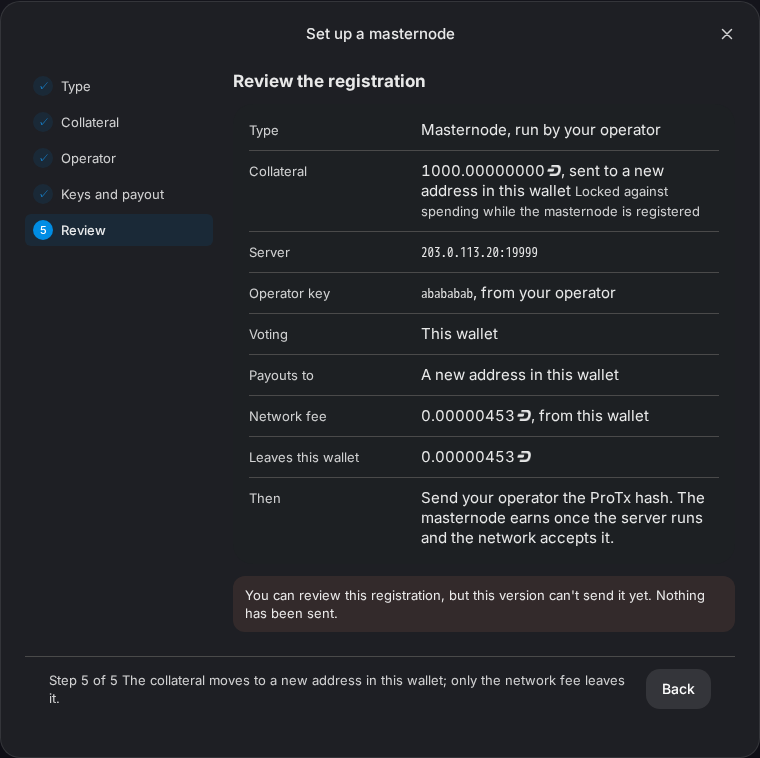 Set up a masternode
Type
Collateral
Operator
Keys and payout
5 Review
Review the registration
Type
Masternode, run by your operator
Collateral
1000.00000000, sent to a new
address in this wallet Locked against
spending while the masternode is registered
Server
203.0.113.20:19999
Operator key
abababab, from your operator
Voting
This wallet
Payouts to
A new address in this wallet
Network fee
0.00000453, from this wallet
Leaves this wallet
0.00000453
Then
Send your operator the ProTx hash. The
masternode earns once the server runs
and the network accepts it.
You can review this registration, but this version can't send it yet. Nothing
has been sent.
Step 5 of 5 The collateral moves to a new address in this wallet; only the network fee leaves
it.
Back